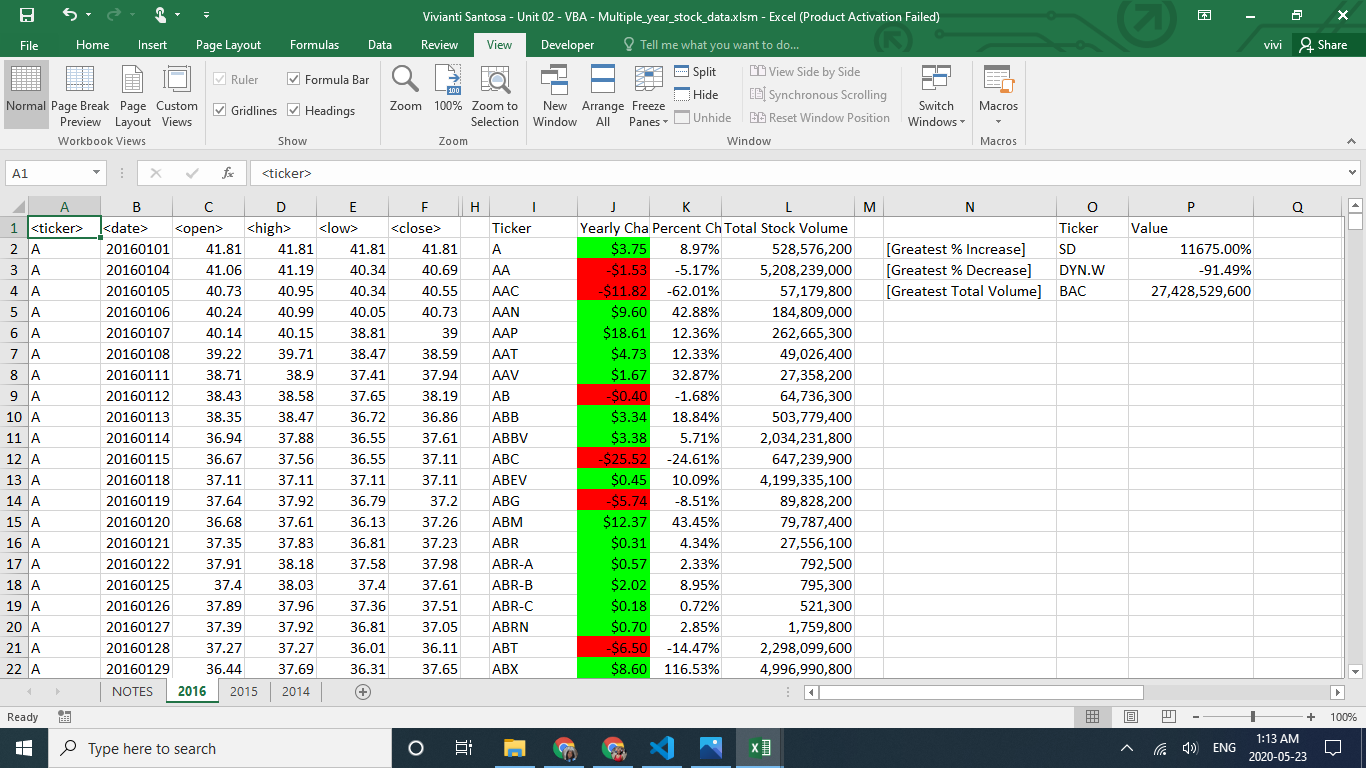 Vivianti Santosa - Unit 02 - VBA - Multiple_year_stock_data.xlsm - Excel (Product Activation Failed)
File Home Insert Page Layout Formulas Data Review View Developer Tell me what you want to do... vivi Share
Normal Page Break Preview Page Layout Custom Views
Workbook Views
Ruler Formula Bar
Gridlines Headings
Show
Zoom 100% Zoom to Selection
Zoom
New Window Arrange All Freeze Panes
Split View Side by Side
Hide Synchronous Scrolling
Unhide Reset Window Position
Switch Windows
Window
Macros
Macros
A1 fx <ticker>
A B C D E F H I J K L M N O P Q
1 <ticker> <date> <open> <high> <low> <close> Ticker Yearly Cha Percent Ch Total Stock Volume Ticker Value
2 A 20160101 41.81 41.81 41.81 41.81 A $3.75 8.97% 528,576,200 [Greatest % Increase] SD 11675.00%
3 A 20160104 41.06 41.19 40.34 40.69 AA -$1.53 -5.17% 5,208,239,000 [Greatest % Decrease] DYN.W -91.49%
4 A 20160105 40.73 40.95 40.34 40.55 AAC -$11.82 -62.01% 57,179,800 [Greatest Total Volume] BAC 27,428,529,600
5 A 20160106 40.24 40.99 40.05 40.73 AAN $9.60 42.88% 184,809,000
6 A 20160107 40.14 40.15 38.81 39 AAP $18.61 12.36% 262,665,300
7 A 20160108 39.22 39.71 38.47 38.59 AAT $4.73 12.33% 49,026,400
8 A 20160111 38.71 38.9 37.41 37.94 AAV $1.67 32.87% 27,358,200
9 A 20160112 38.43 38.58 37.65 38.19 AB -$0.40 -1.68% 64,736,300
10 A 20160113 38.35 38.47 36.72 36.86 ABB $3.34 18.84% 503,779,400
11 A 20160114 36.94 37.88 36.55 37.61 ABBV $3.38 5.71% 2,034,231,800
12 A 20160115 36.67 37.56 36.55 37.11 ABC -$25.52 -24.61% 647,239,900
13 A 20160118 37.11 37.11 37.11 37.11 ABEV $0.45 10.09% 4,199,335,100
14 A 20160119 37.64 37.92 36.79 37.2 ABG -$5.74 -8.51% 89,828,200
15 A 20160120 36.68 37.61 36.13 37.26 ABM $12.37 43.45% 79,787,400
16 A 20160121 37.35 37.83 36.81 37.23 ABR $0.31 4.34% 27,556,100
17 A 20160122 37.91 38.18 37.58 37.98 ABR-A $0.57 2.33% 792,500
18 A 20160125 37.4 38.03 37.4 37.61 ABR-B $2.02 8.95% 795,300
19 A 20160126 37.89 37.96 37.36 37.51 ABR-C $0.18 0.72% 521,300
20 A 20160127 37.39 37.92 36.81 37.05 ABRN $0.70 2.85% 1,759,800
21 A 20160128 37.27 37.27 36.01 36.11 ABT -$6.50 -14.47% 2,298,099,600
22 A 20160129 36.44 37.69 36.31 37.65 ABX $8.60 116.53% 4,996,990,800
NOTES 2016 2015 2014
Ready 100%
Type here to search ENG 1:13 AM
2020-05-23